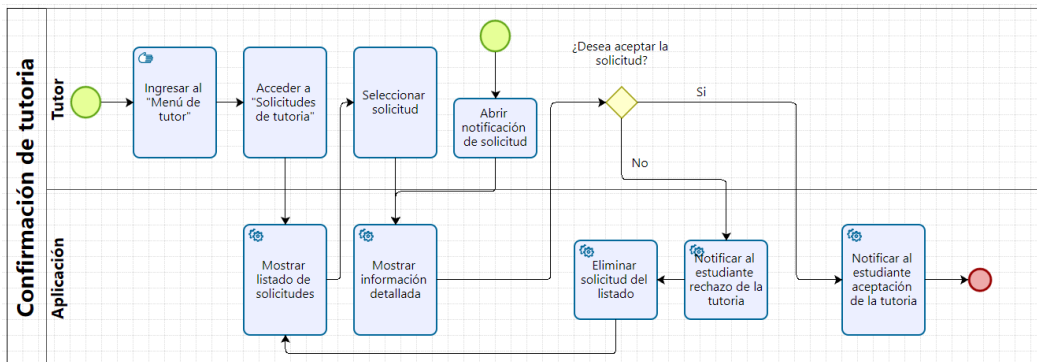 Confirmación de tutoria
Tutor
Ingresar al
"Menú de
tutor"
Acceder a
"Solicitudes
de tutoria"
Seleccionar
solicitud
Abrir
notificación
de solicitud
¿Desea aceptar la
solicitud?
Si
No
Aplicación
Mostrar
listado de
solicitudes
Mostrar
información
detallada
Eliminar
solicitud del
listado
Notificar al
estudiante
rechazo de la
tutoria
Notificar al
estudiante
aceptación
de la tutoria